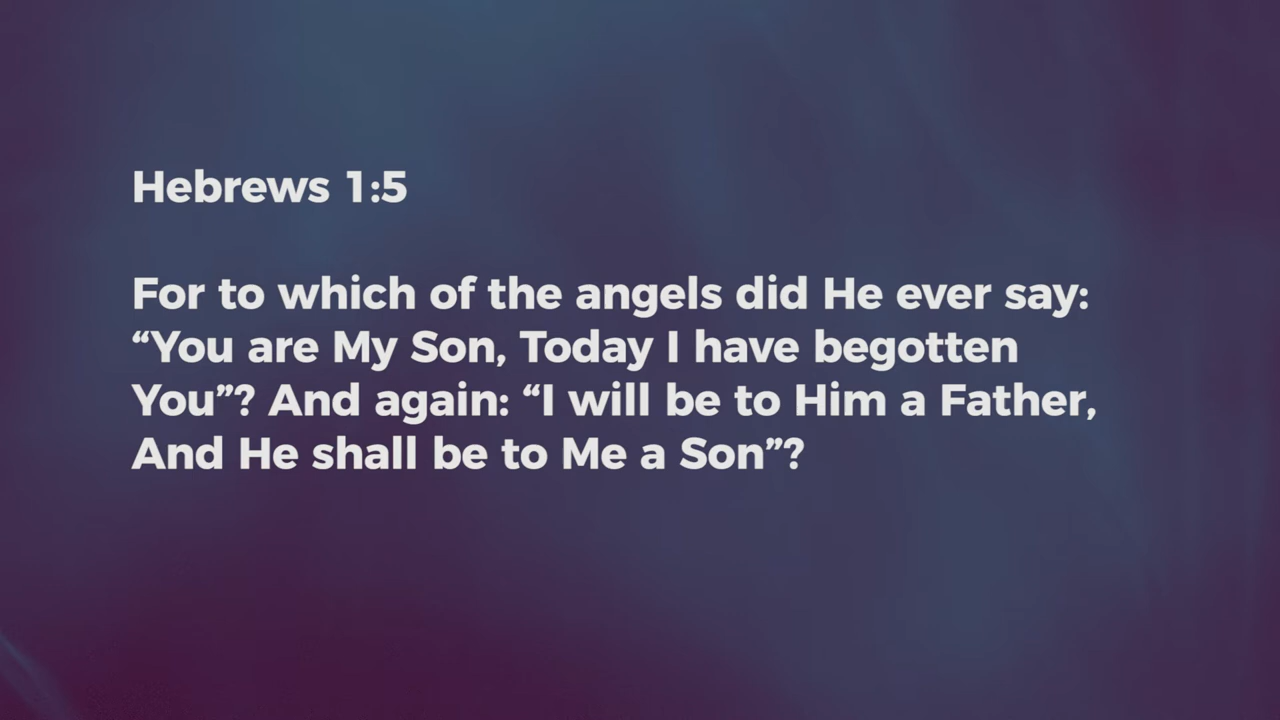 Hebrews 1:5
For to which of the angels did He ever say:
“You are My Son, Today I have begotten
You”? And again: “I will be to Him a Father,
And He shall be to Me a Son”?